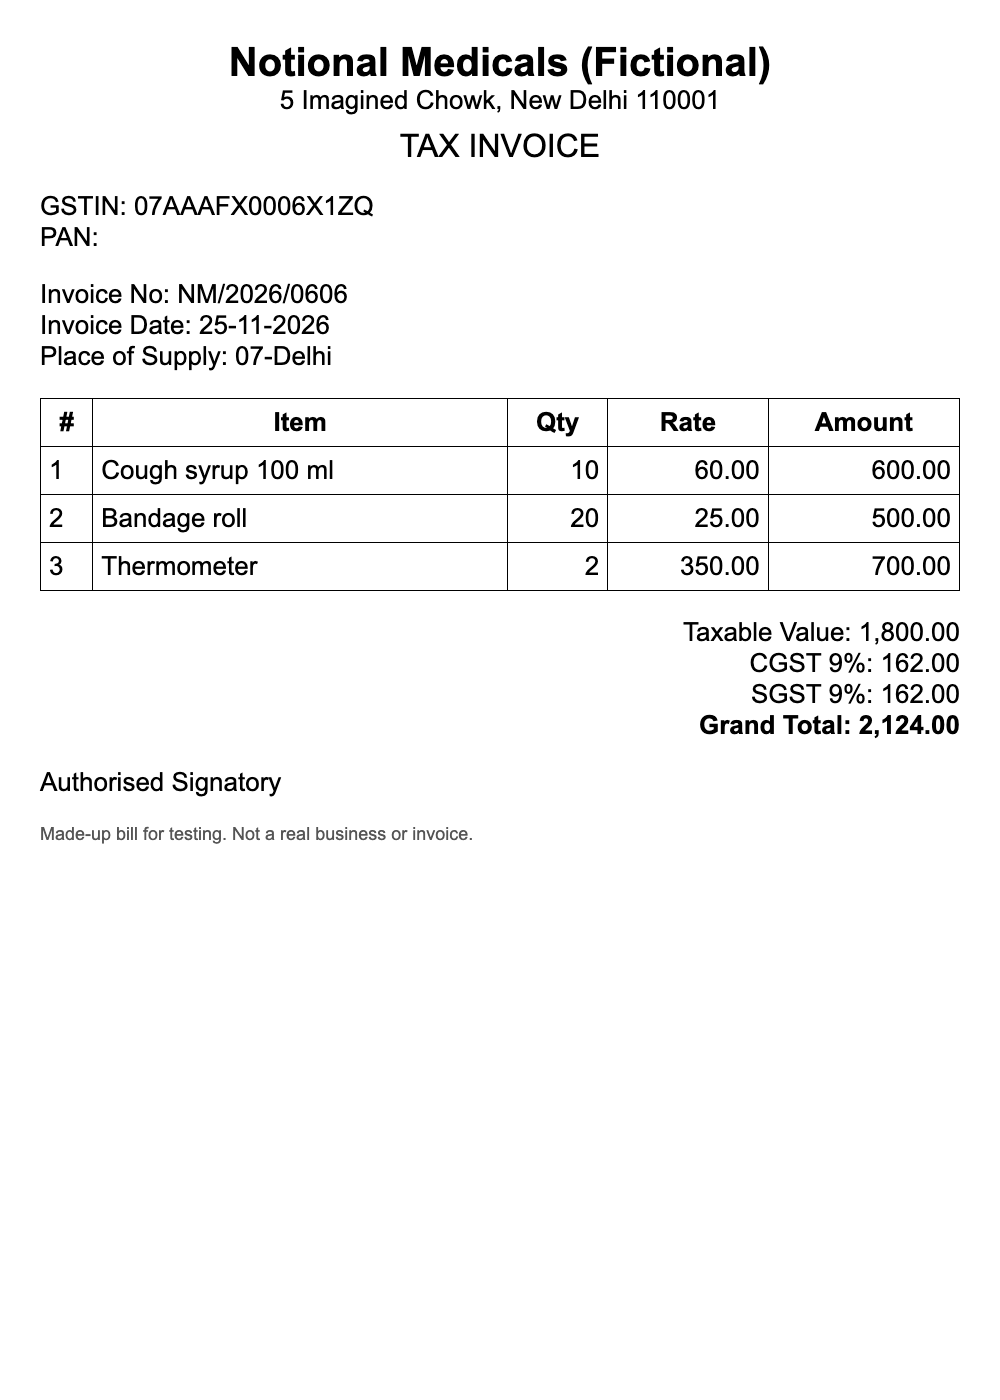 Notional Medicals (Fictional)
5 Imagined Chowk, New Delhi 110001
TAX INVOICE
GSTIN: 07AAAFX0006X1ZQ
PAN:
Invoice No: NM/2026/0606
Invoice Date: 25-11-2026
Place of Supply: 07-Delhi
# Item Qty Rate Amount
1 Cough syrup 100 ml 10 60.00 600.00
2 Bandage roll 20 25.00 500.00
3 Thermometer 2 350.00 700.00
Taxable Value: 1,800.00
CGST 9%: 162.00
SGST 9%: 162.00
Grand Total: 2,124.00
Authorised Signatory
Made-up bill for testing. Not a real business or invoice.